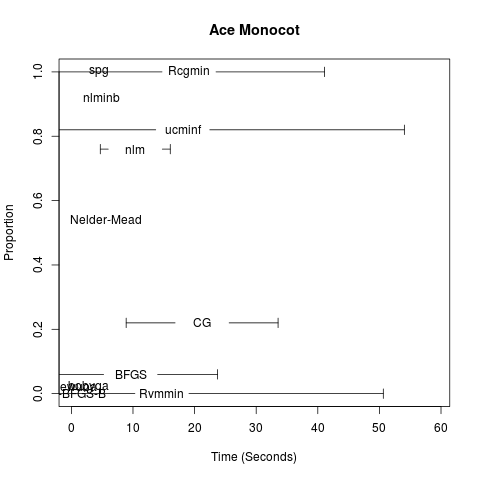 Ace Monocot
Proportion
1.0
0.8
0.6
0.4
0.2
0.0
spg
Rcgmin
nlminb
ucminf
nlm
Nelder-Mead
CG
BFGS
bobyqa
-BFGS-B
Rvmmin
0
10
20
30
40
50
60
Time (Seconds)